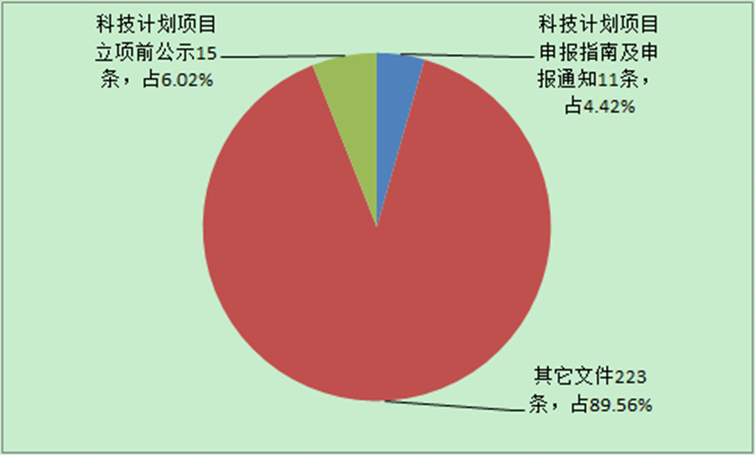 科技计划项目
立项前公示15
条，占6.02%
科技计划项目
申报指南及申
报通知11条，
占4.42%
其它文件223
条，占89.56%